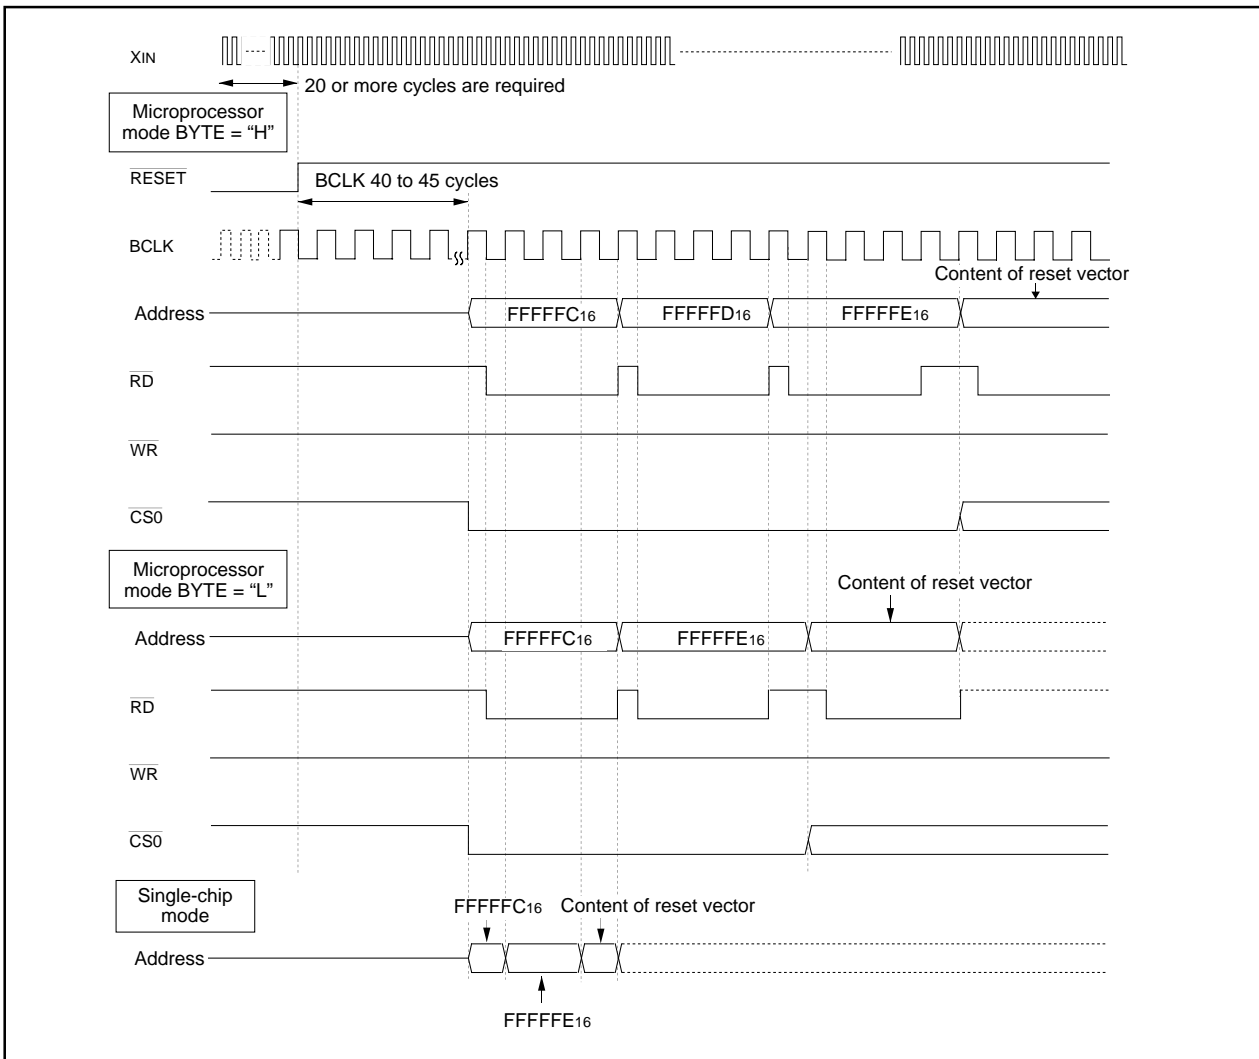 XIN
20 or more cycles are required
Microprocessor
mode BYTE = “H”
RESET
BCLK 40 to 45 cycles
BCLK
Content of reset vector
Address
FFFFFC16
FFFFFD16
FFFFFE16
RD
WR
CS0
Microprocessor
mode BYTE = “L”
Content of reset vector
Address
FFFFFC16
FFFFFE16
RD
WR
CS0
Single-chip
mode
FFFFFC16
Content of reset vector
Address
FFFFFE16